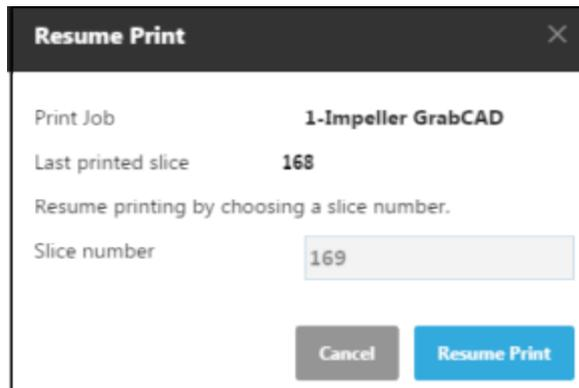 Resume Print
Print Job 1-Impeller GrabCAD
Last printed slice 168
Resume printing by choosing a slice number.
Slice number 169
Cancel Resume Print